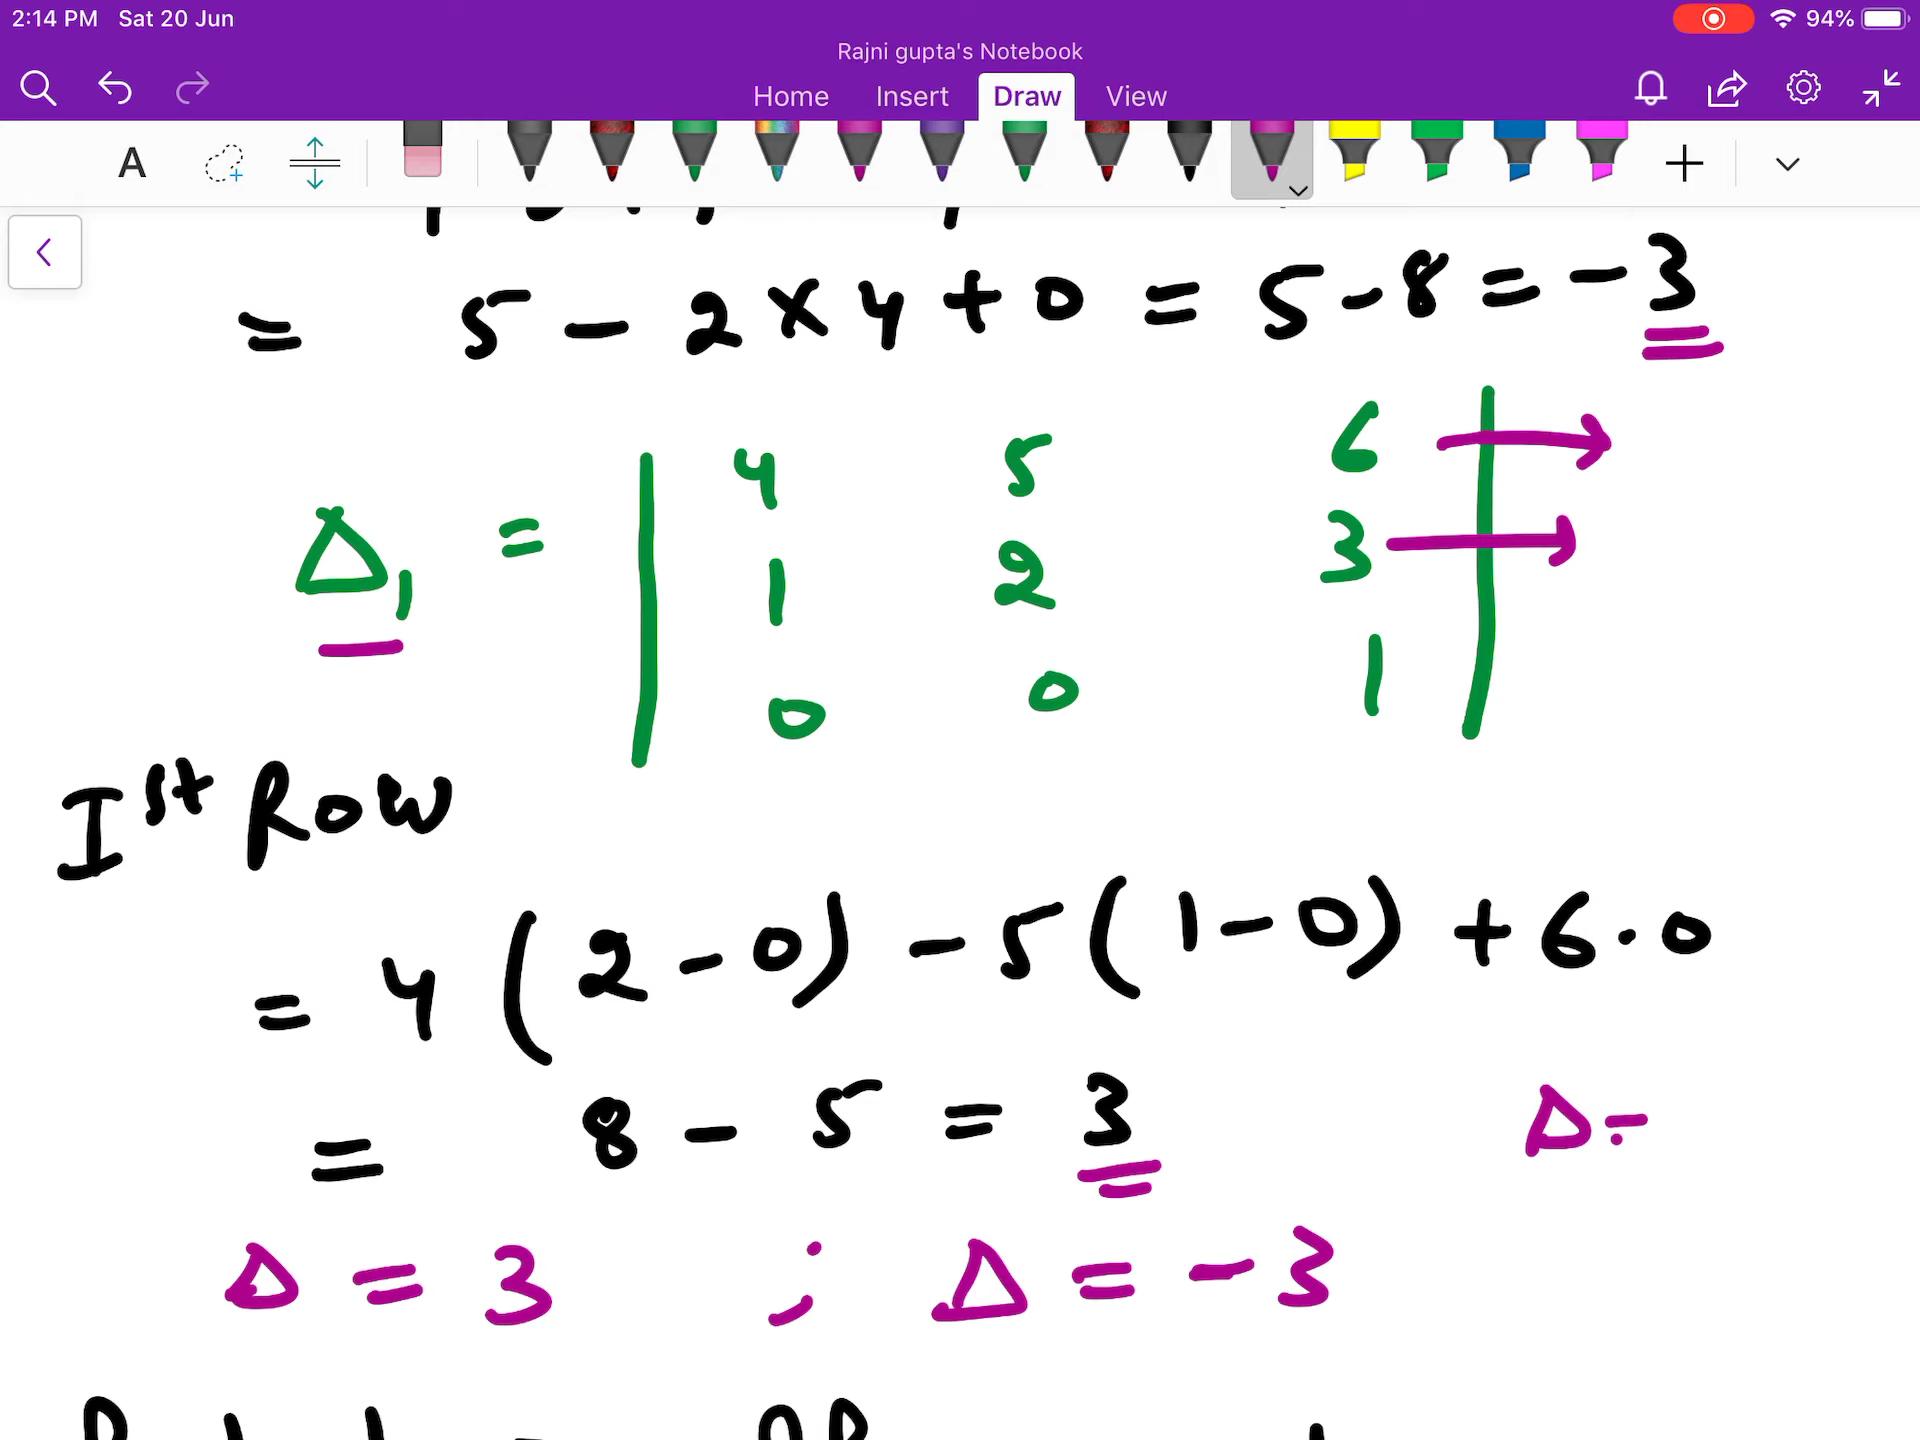 2:14 PM Sat 20 Jun
94%
Rajni gupta's Notebook
Home Insert Draw View
A
= 5 - 2 × 4 + 0 = 5 - 8 = - 3
Δ₁ = | 4 5 6 |
| 1 2 3 |
| 0 0 1 |
Ist Row
= 4 ( 2 - 0 ) - 5 ( 1 - 0 ) + 6 . 0
= 8 - 5 = 3
Δ =
Δ = 3 ; Δ = - 3